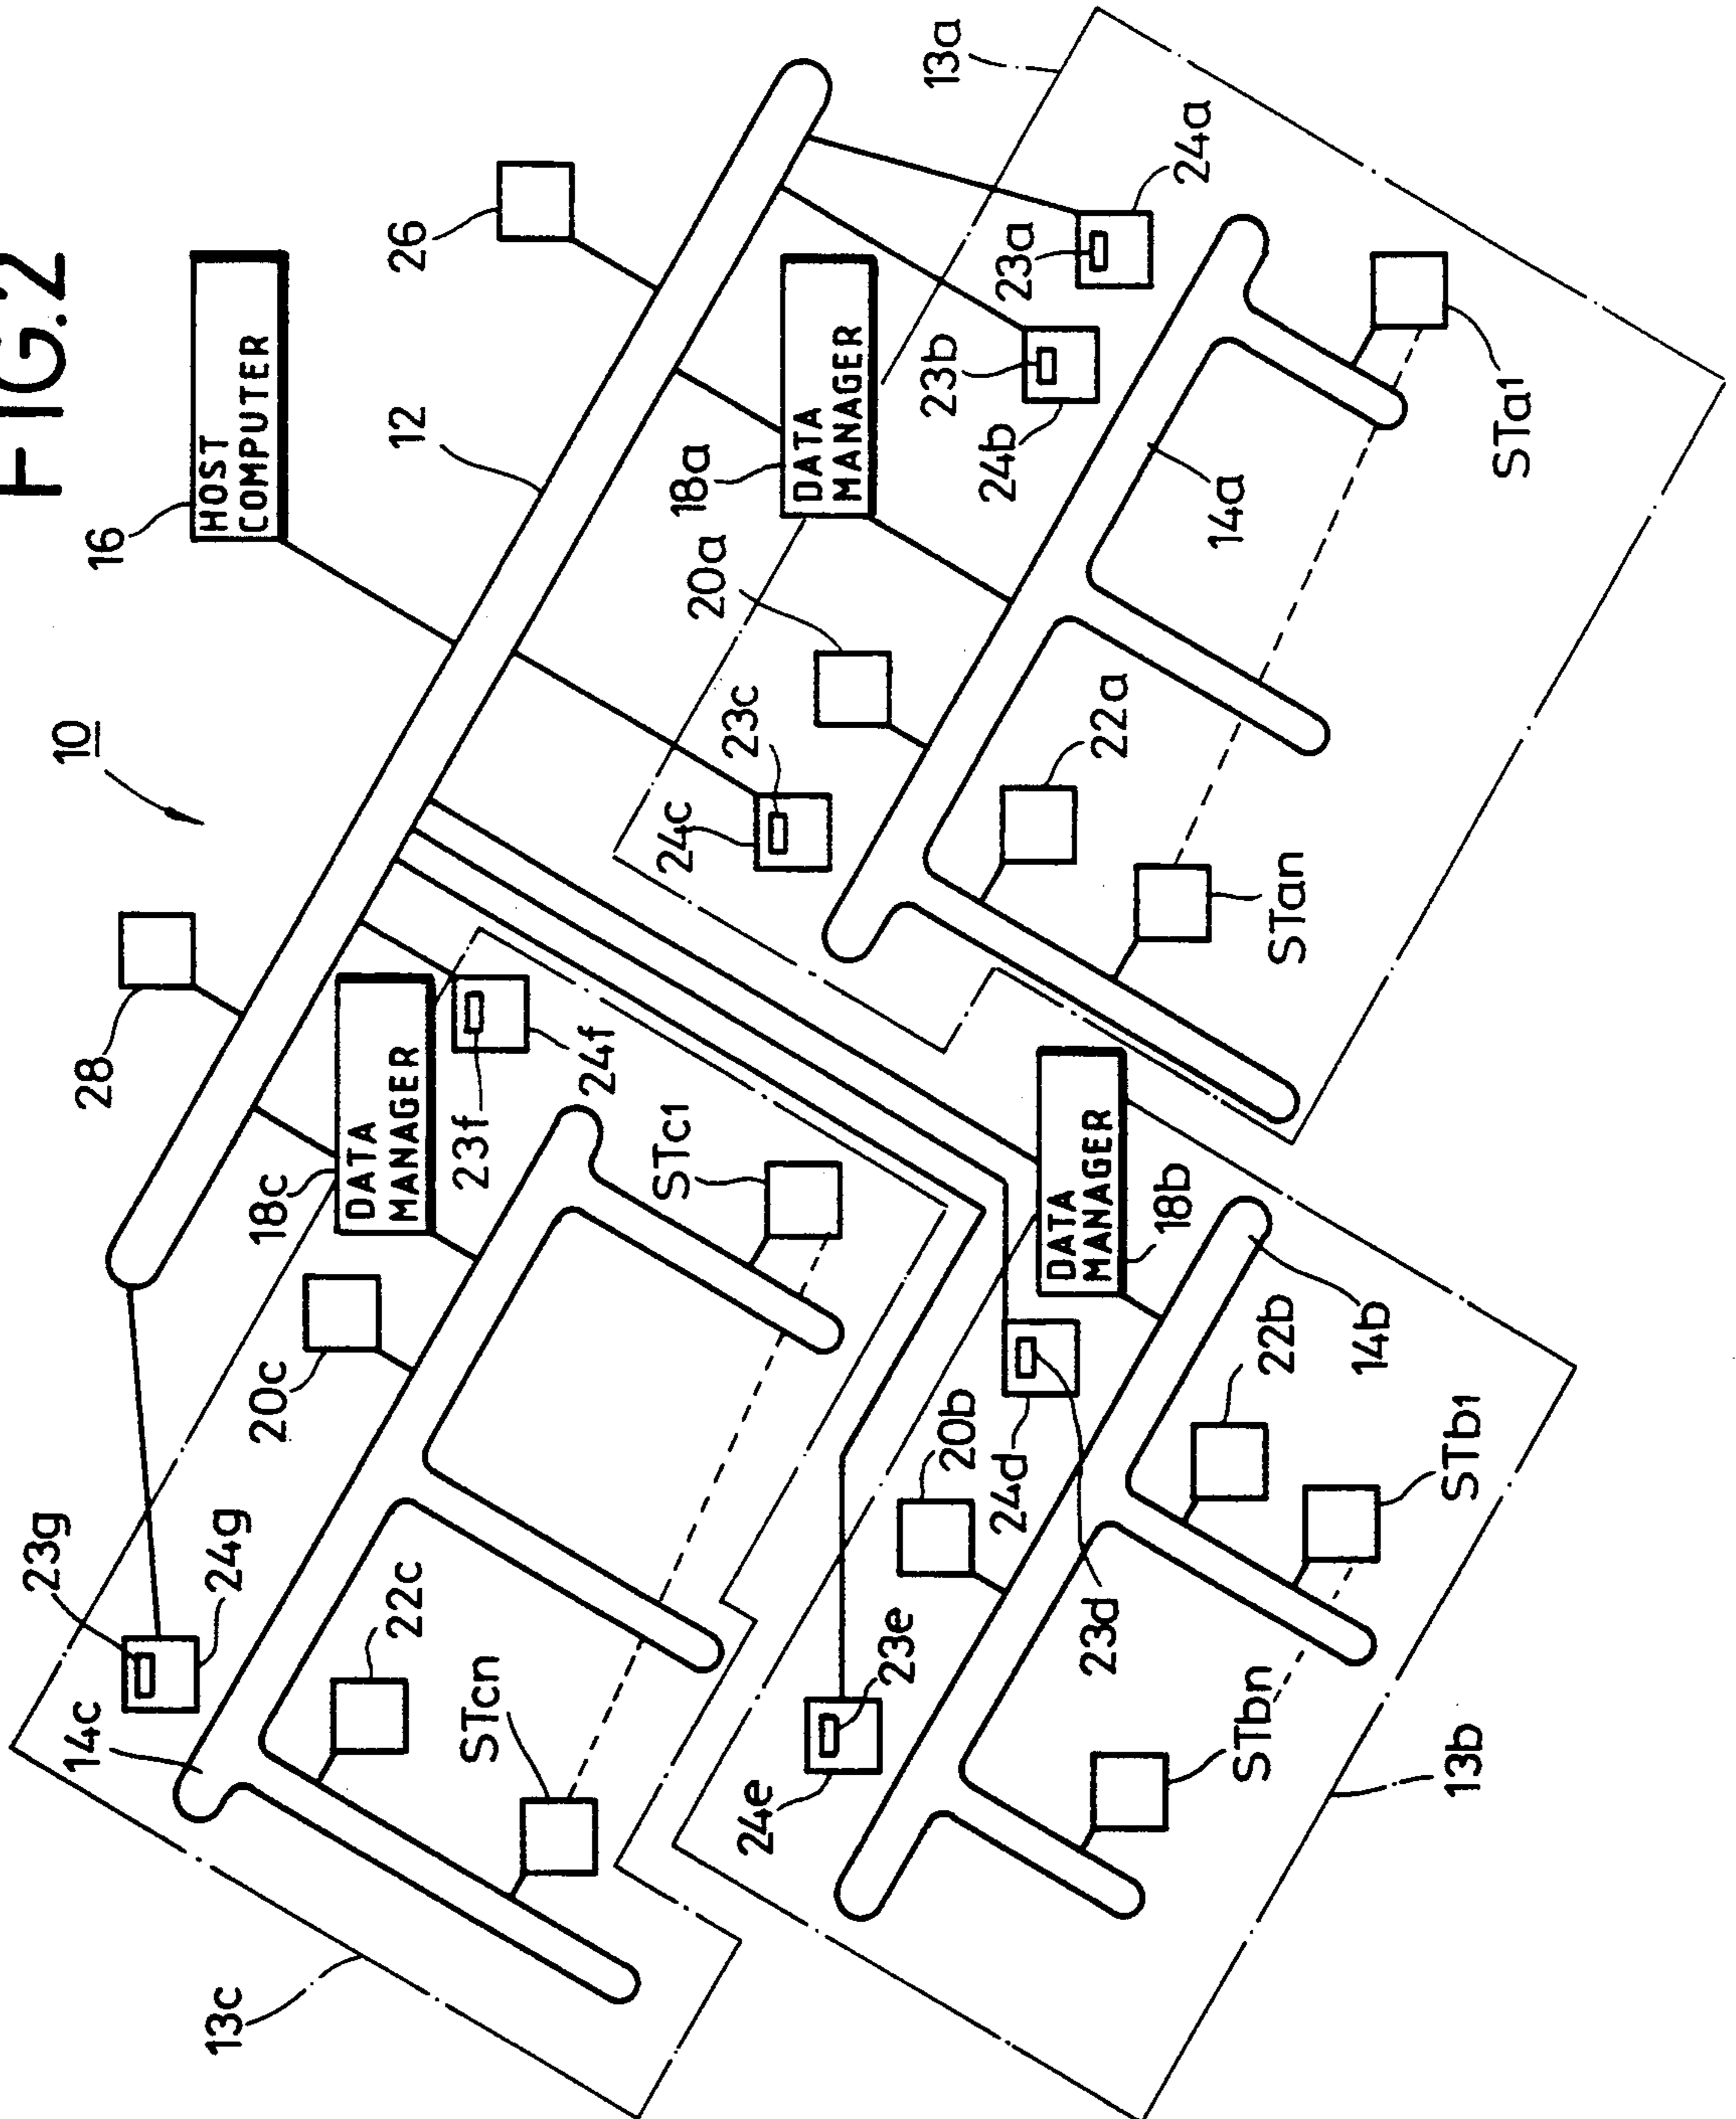 FIG.2
10
16
HOST
COMPUTER
26
12
28
13a
18a
DATA
MANAGER
23a
24a
23b
24b
20a
23c
24c
14a
22a
STa1
STan
18c
DATA
MANAGER
23f
24f
20c
STc1
23g
24g
14c
22c
STcn
13c
DATA
MANAGER
18b
20b
24d
23d
24e
23e
22b
14b
STb1
STbn
13b